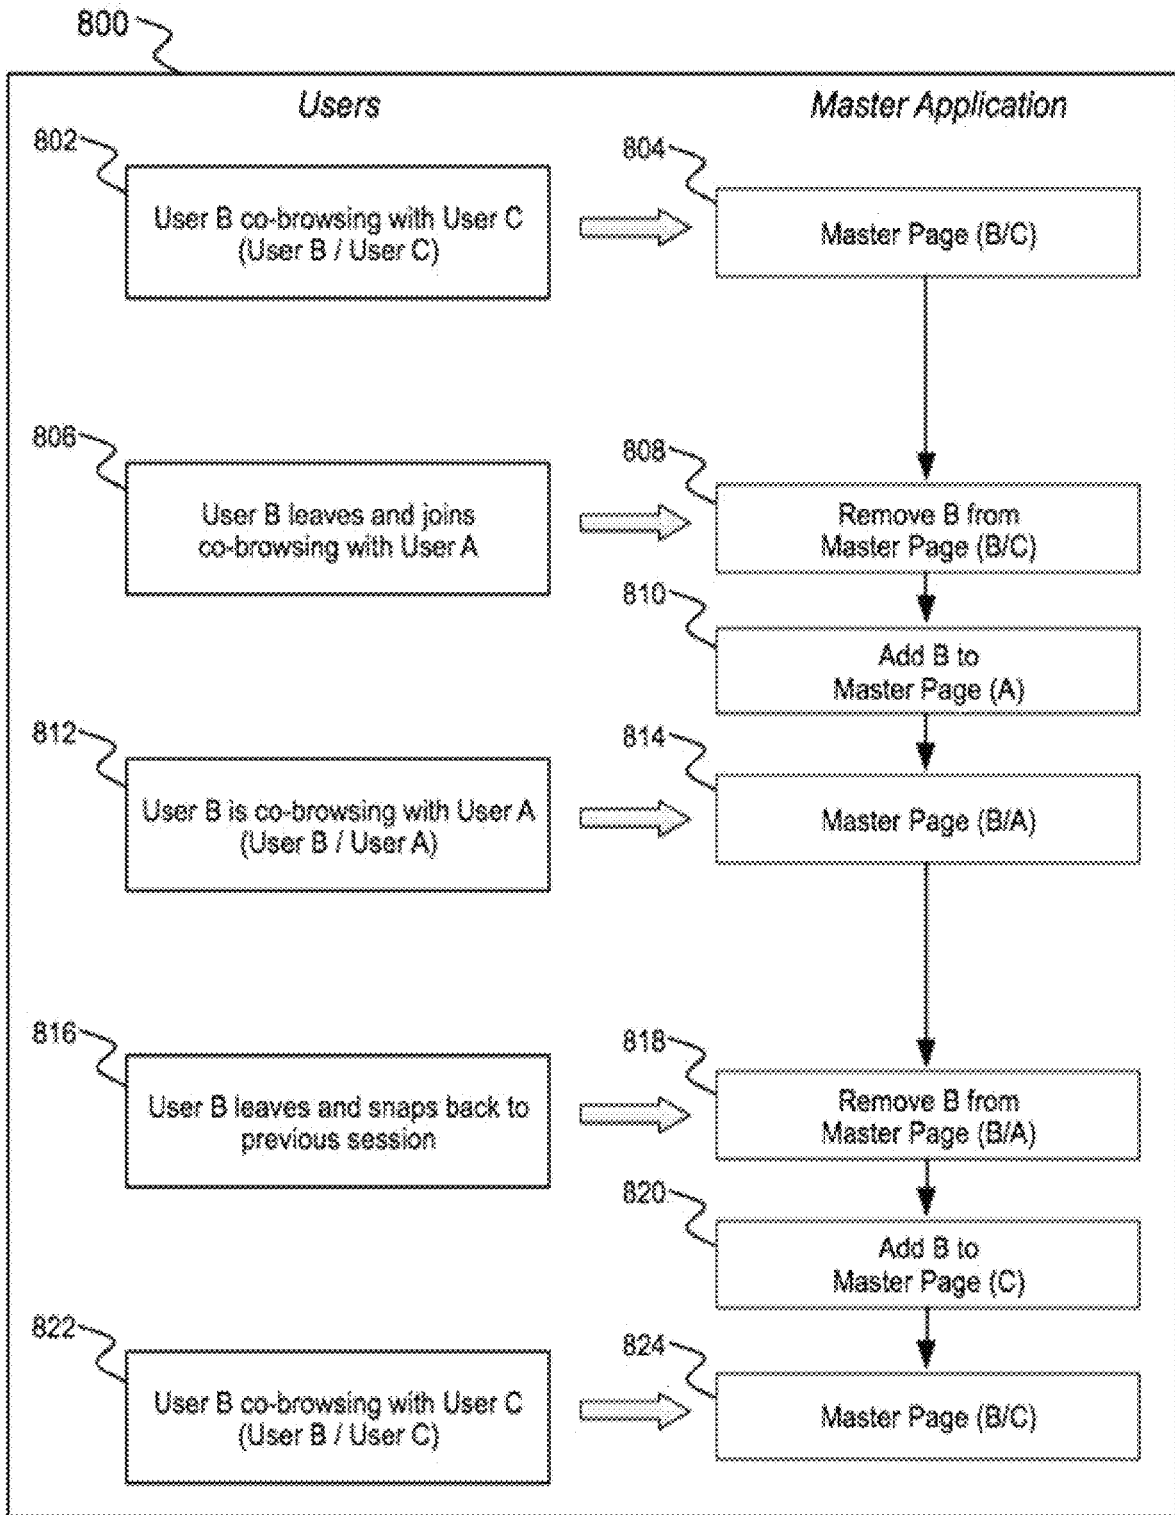 800
Users
Master Application
802
User B co-browsing with User C
(User B / User C)
804
Master Page (B/C)
806
User B leaves and joins
co-browsing with User A
808
Remove B from
Master Page (B/C)
810
Add B to
Master Page (A)
812
User B is co-browsing with User A
(User B / User A)
814
Master Page (B/A)
816
User B leaves and snaps back to
previous session
818
Remove B from
Master Page (B/A)
820
Add B to
Master Page (C)
822
User B co-browsing with User C
(User B / User C)
824
Master Page (B/C)